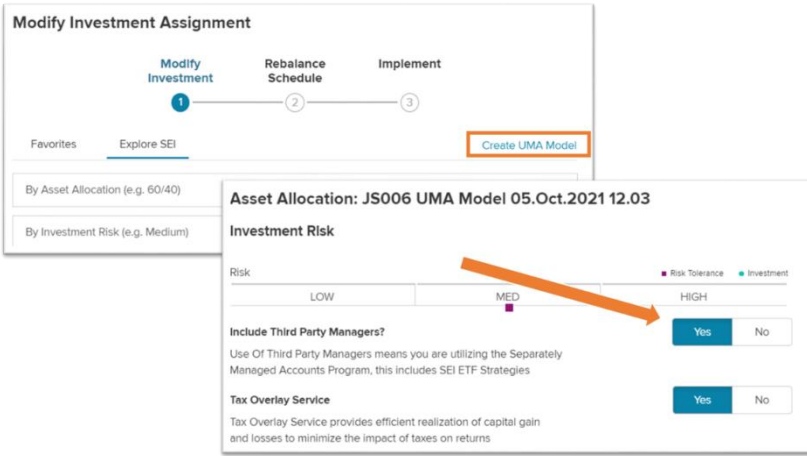 Modify Investment Assignment
Modify
Investment
Rebalance
Schedule
Implement
1
2
3
Favorites
Explore SEI
Create UMA Model
By Asset Allocation (e.g. 60/40)
By Investment Risk (e.g. Medium)
Asset Allocation: JS006 UMA Model 05.Oct.2021 12.03
Investment Risk
Risk
Risk Tolerance
Investment
LOW
MED
HIGH
Include Third Party Managers?
Yes
No
Use Of Third Party Managers means you are utilizing the Separately
Managed Accounts Program, this includes SEI ETF Strategies
Tax Overlay Service
Yes
No
Tax Overlay Service provides efficient realization of capital gain
and losses to minimize the impact of taxes on returns